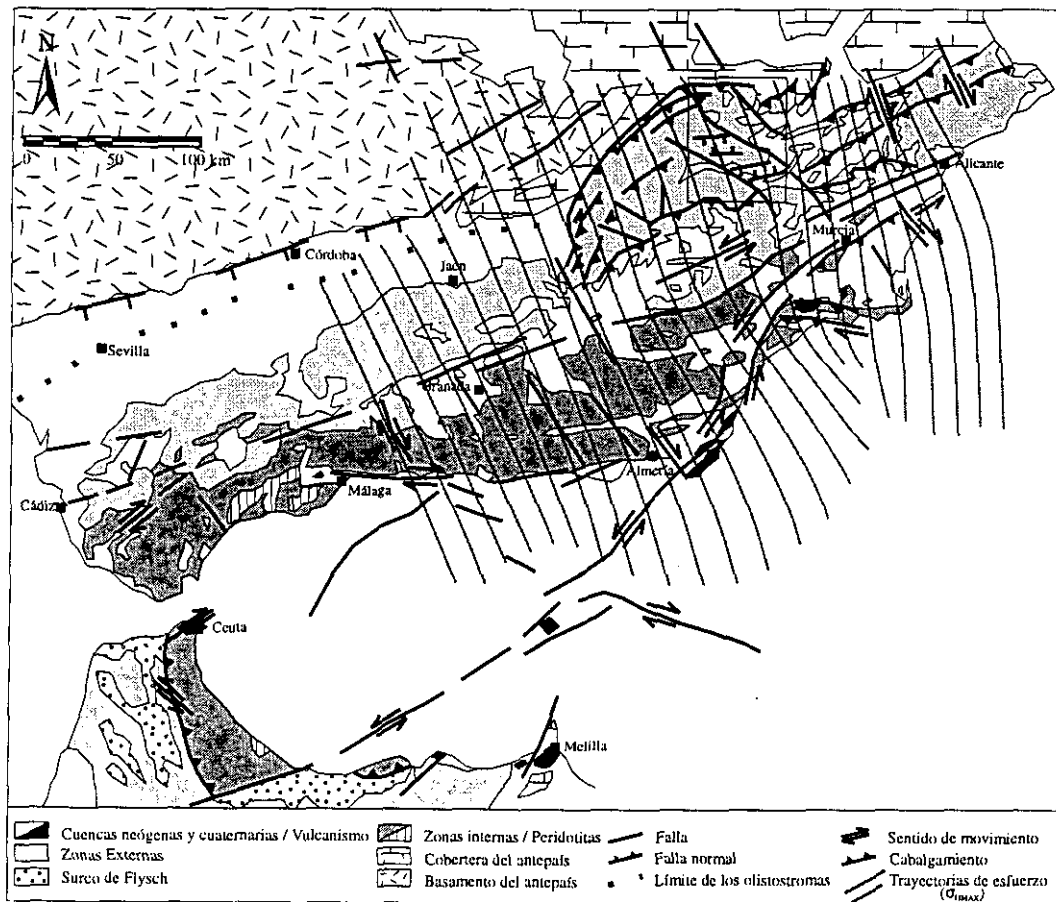 N
0 50 100 km
Alicante
Murcia
Córdoba
Jaén
Sevilla
Granada
Almería
Málaga
Cádiz
Ceuta
Melilla
Cuencas neógenas y cuaternarias / Vulcanismo
Zonas Externas
Surco de Flysch
Zonas internas / Peridotitas
Cobertera del antepaís
Basamento del antepaís
Falla
Falla normal
Límite de los olistostromas
Sentido de movimiento
Cabalgamiento
Trayectorias de esfuerzo
(σHMAX)